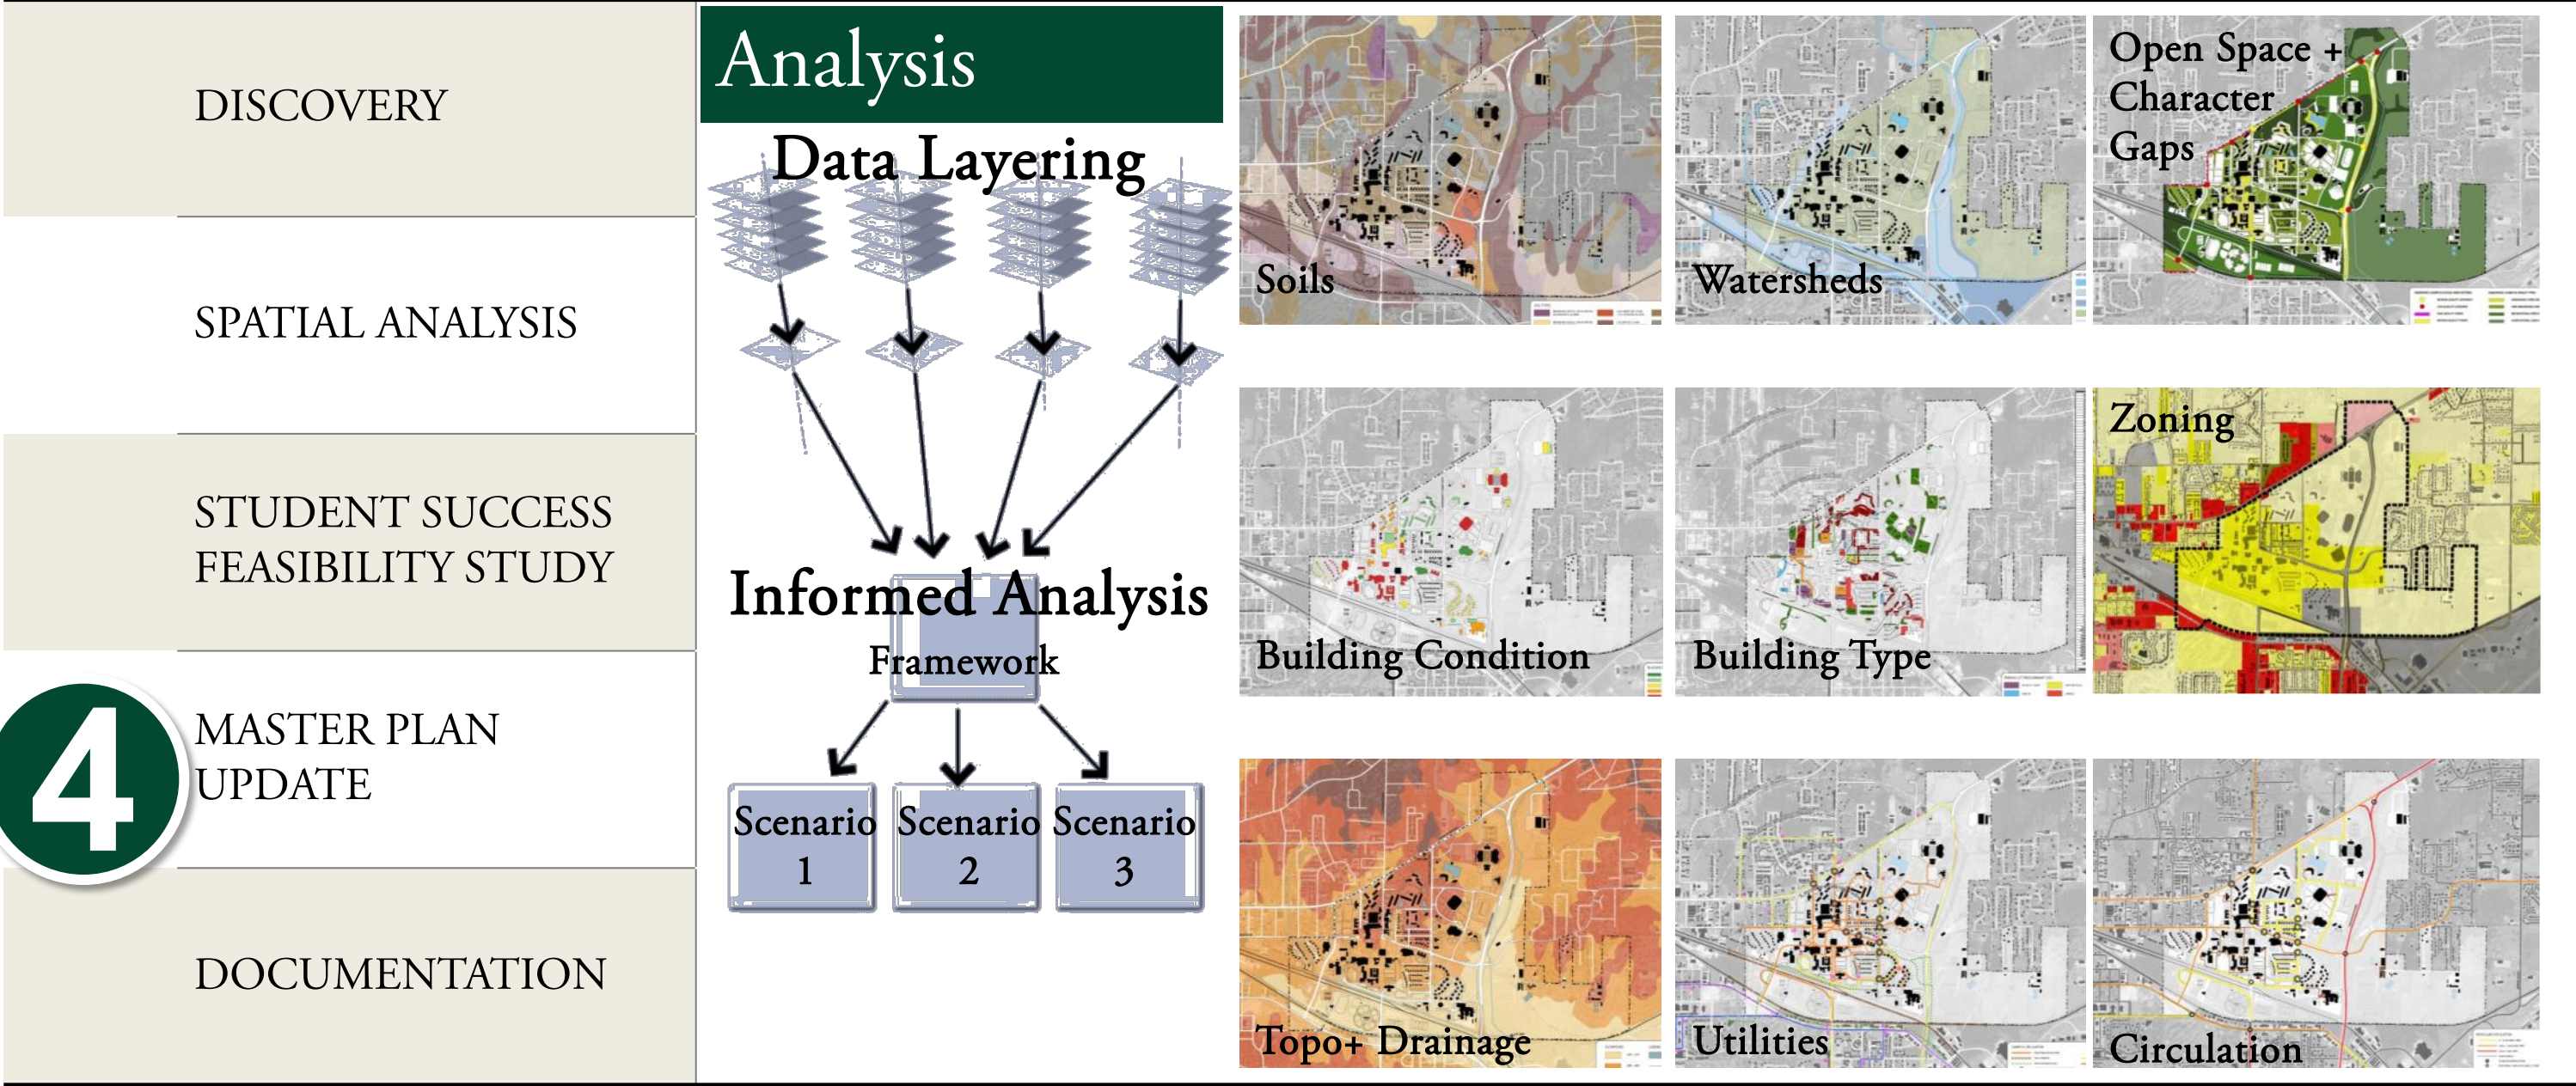 DISCOVERY
SPATIAL ANALYSIS
STUDENT SUCCESS
FEASIBILITY STUDY
4
MASTER PLAN
UPDATE
DOCUMENTATION
Analysis
Data Layering
Informed Analysis
Framework
Scenario
1
Scenario
2
Scenario
3
Soils
Watersheds
Open Space +
Character
Gaps
Building Condition
Building Type
Zoning
Topo+ Drainage
Utilities
Circulation